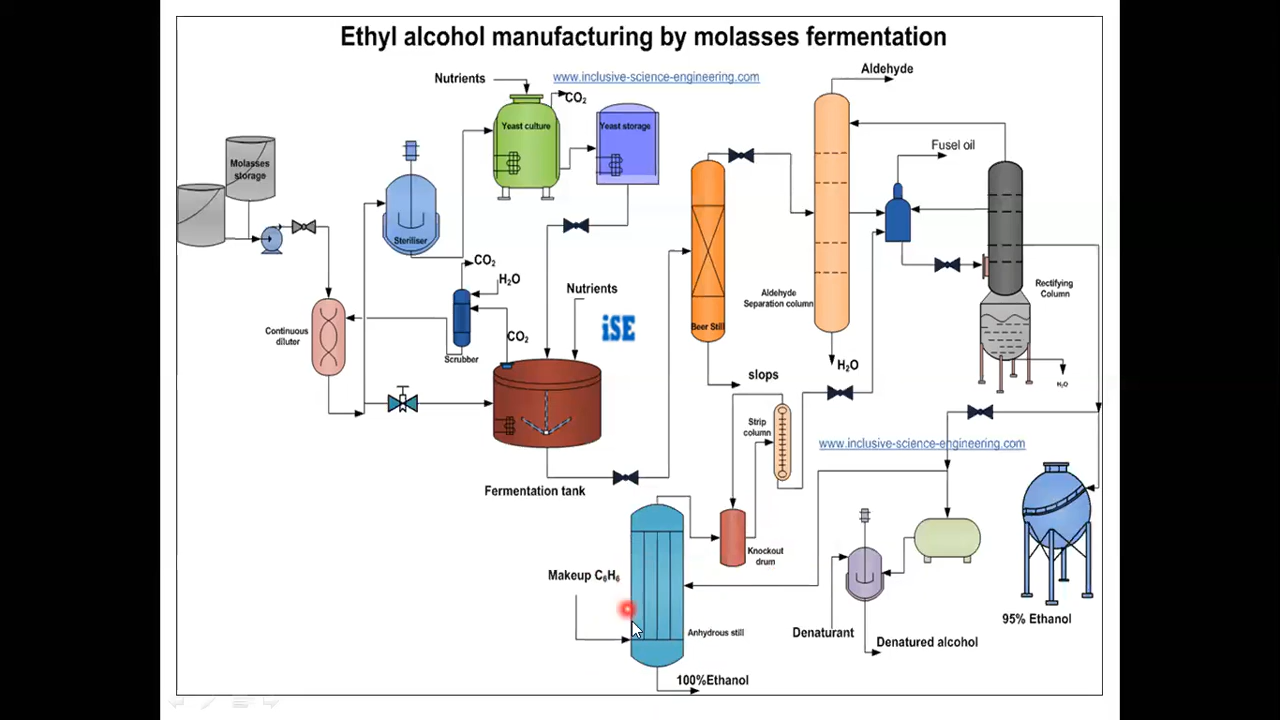 Ethyl alcohol manufacturing by molasses fermentation
Nutrients
www.inclusive-science-engineering.com
Aldehyde
CO₂
Yeast culture
Yeast storage
Molasses
storage
Fusel oil
Steriliser
CO₂
H₂O
Nutrients
Continuous
dilutor
CO₂
Scrubber
iSE
Beer Still
Aldehyde
Separation column
Rectifying
Column
H₂O
H₂O
slops
Strip
column
www.inclusive-science-engineering.com
Fermentation tank
Knockout
drum
Makeup C₆H₆
Anhydrous still
Denaturant
Denatured alcohol
95% Ethanol
100%Ethanol